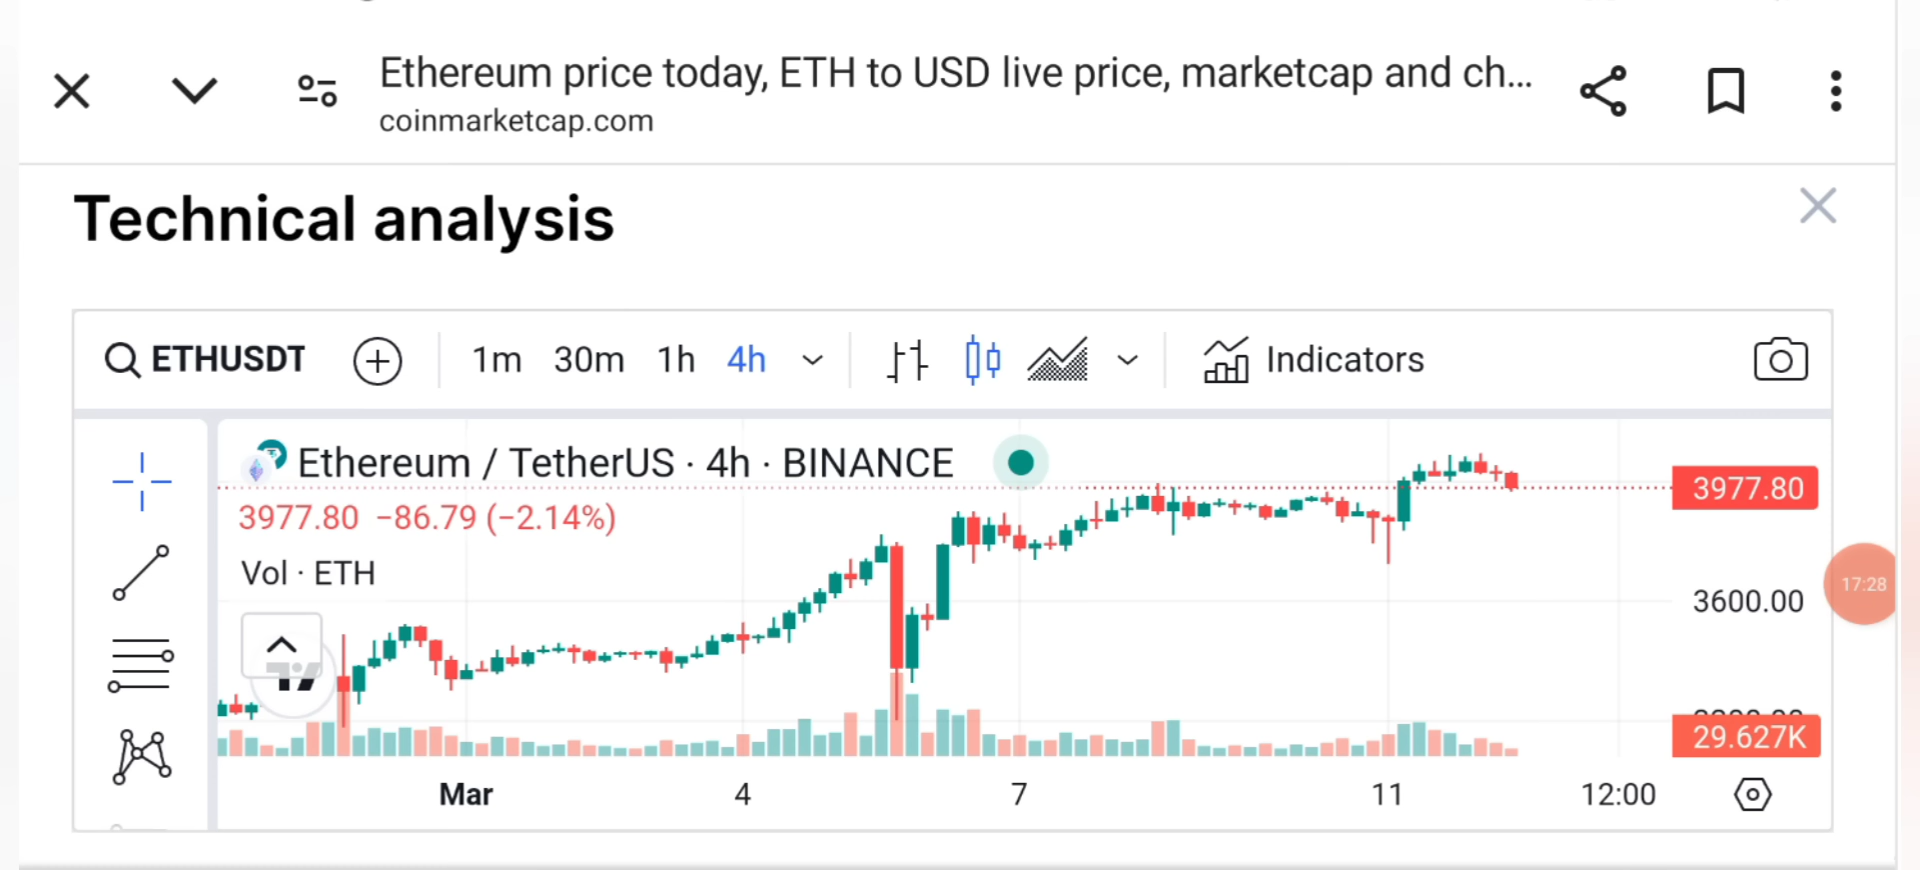 Ethereum price today, ETH to USD live price, marketcap and ch...
coinmarketcap.com
Technical analysis
ETHUSDT
1m 30m 1h 4h
Indicators
Ethereum / TetherUS · 4h · BINANCE
3977.80
3977.80 −86.79 (−2.14%)
Vol · ETH
17:28
3600.00
29.627K
Mar 4 7 11 12:00